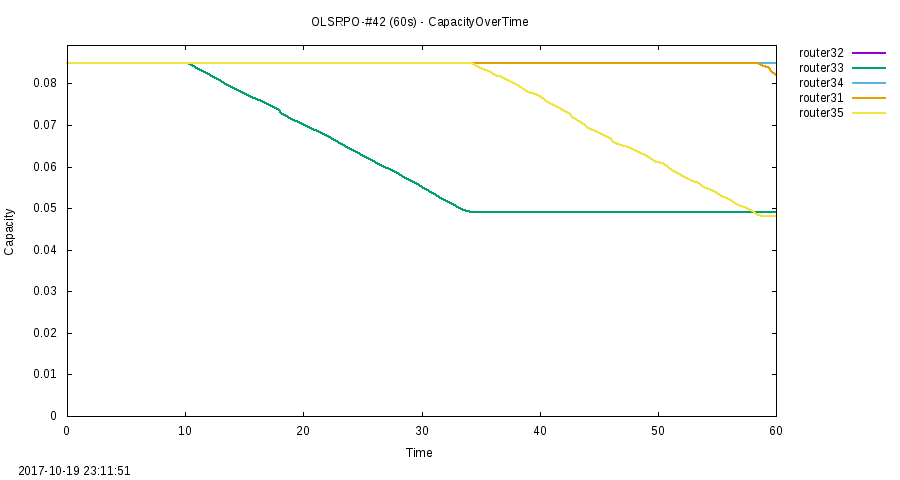 OLSRPO-#42 (60s) - CapacityOverTime
router32
router33
router34
router31
router35
0.08
0.07
0.06
0.05
0.04
0.03
0.02
0.01
0
Capacity
0 10 20 30 40 50 60
Time
2017-10-19 23:11:51